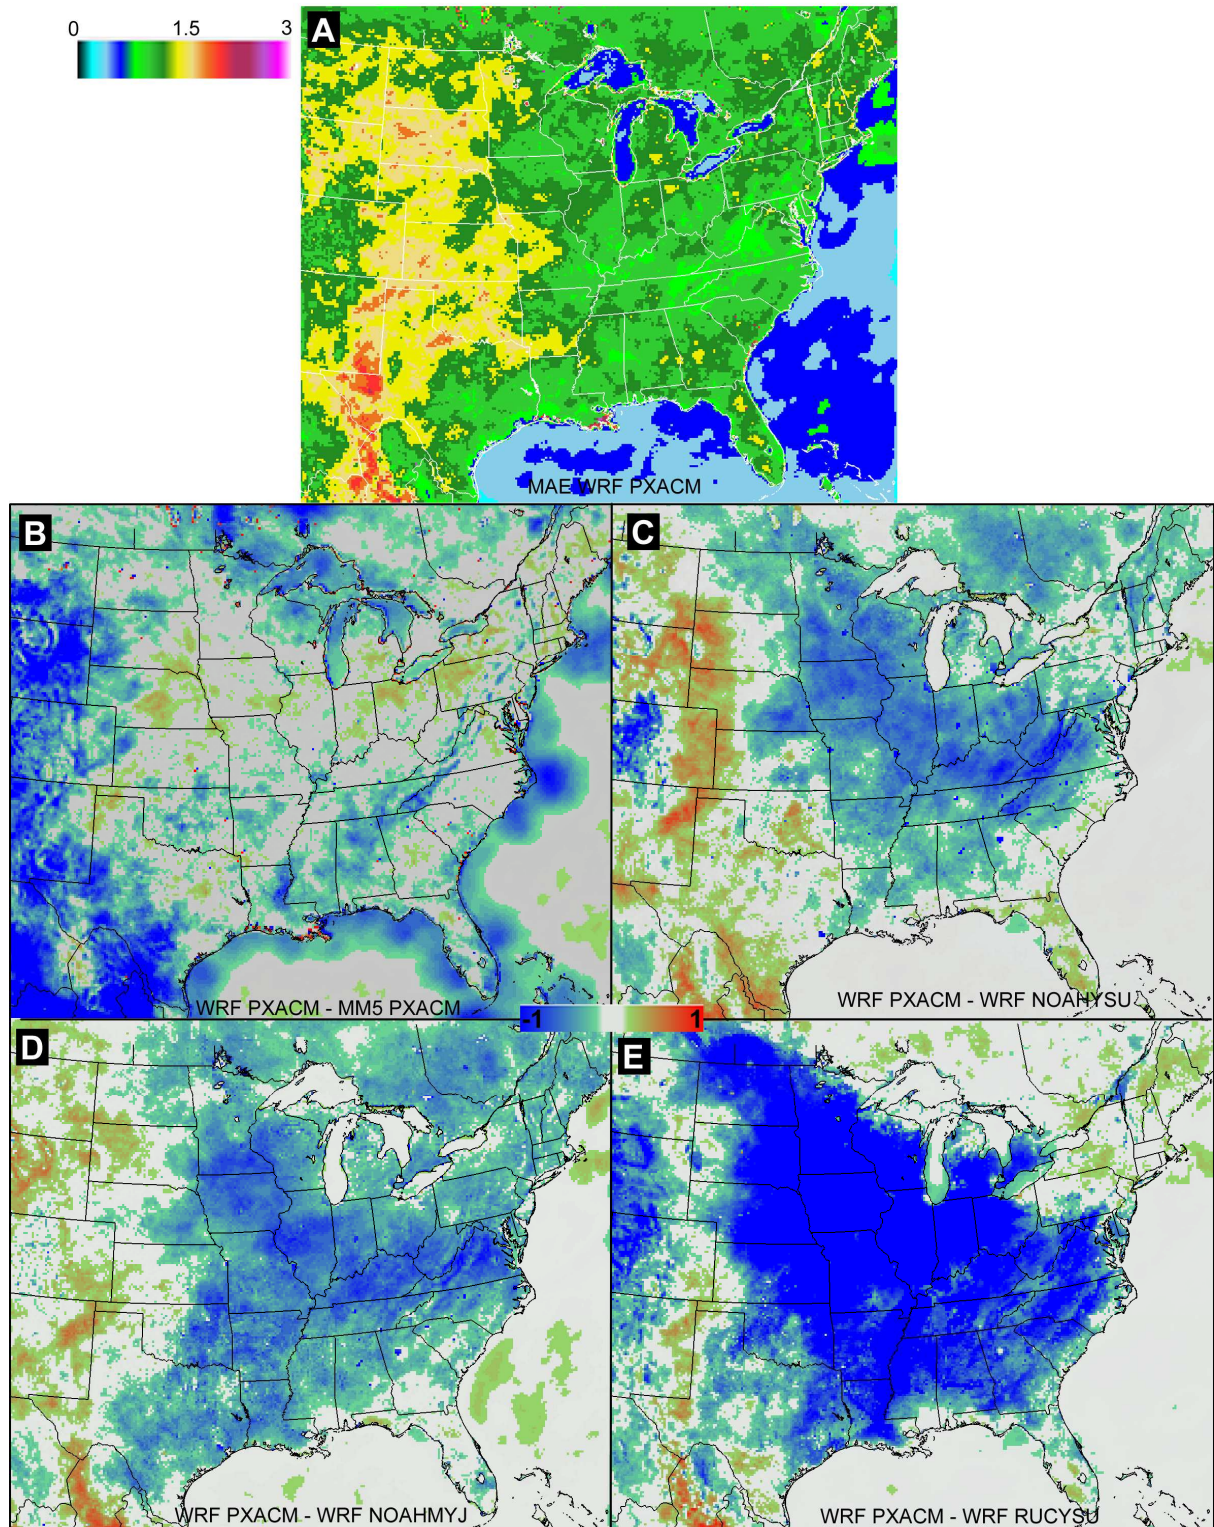 0 1.5 3
A
MAE WRF PXACM
B
WRF PXACM - MM5 PXACM
C
WRF PXACM - WRF NOAHYSU
-1 1
D
WRF PXACM - WRF NOAHMYJ
E
WRF PXACM - WRF RUCYSU